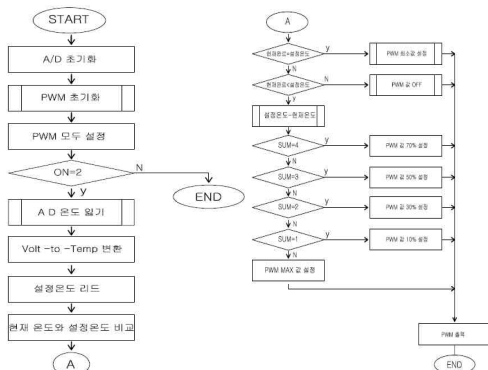 START
A/D 초기화
PWM 초기화
PWM 모두 설정
ON=2
N
y
END
A D 온도 읽기
Volt -to -Temp 변환
설정온도 리드
현재 온도와 설정온도 비교
A
A
현재온도=설정온도
y
PWM 최소값 설정
N
현재온도<설정온도
N
PWM 값 OFF
y
설정온도-현재온도
SUM=4
y
PWM 값 70% 설정
N
SUM=3
y
PWM 값 50% 설정
N
SUM=2
y
PWM 값 30% 설정
N
SUM=1
y
PWM 값 10% 설정
N
PWM MAX 값 설정
PWM 출력
END